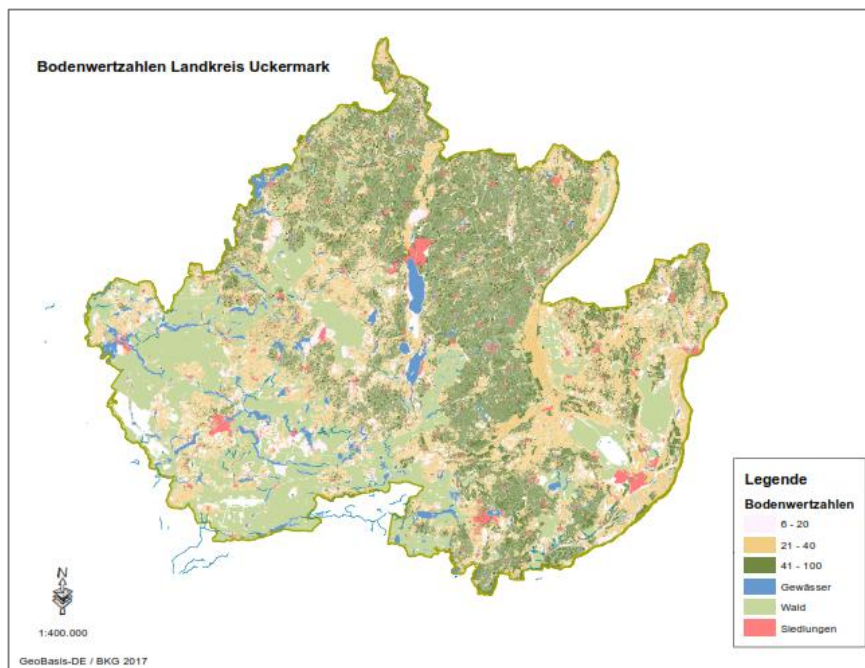 Bodenwertzahlen Landkreis Uckermark
Legende
Bodenwertzahlen
6 - 20
21 - 40
41 - 100
Gewässer
Wald
Siedlungen
N
1:400.000
GeoBasis-DE / BKG 2017